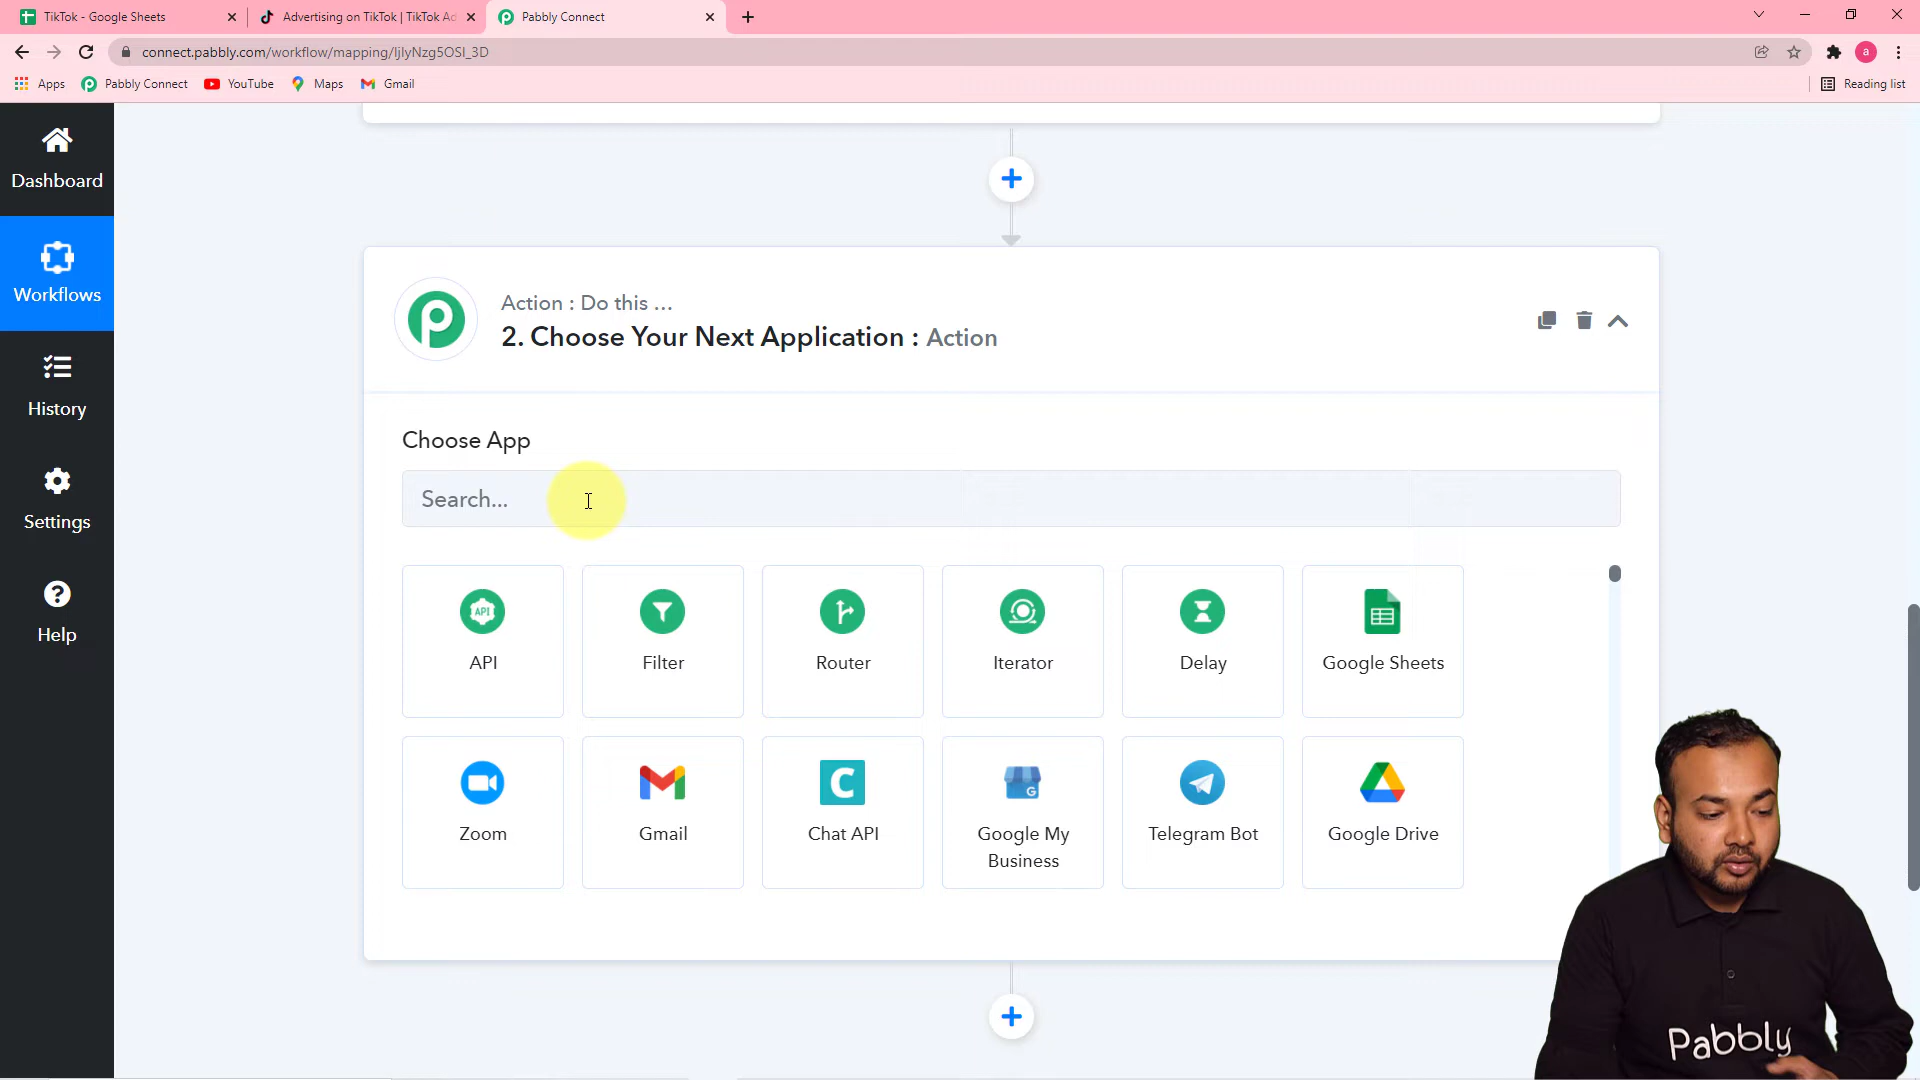 TikTok - Google Sheets
Advertising on TikTok | TikTok Ad
Pabbly Connect
connect.pabbly.com/workflow/mapping/IjIyNzg5OSI_3D
a
Apps
Pabbly Connect
YouTube
Maps
Gmail
Reading list
Dashboard
Workflows
History
Settings
Help
Action : Do this ...
2. Choose Your Next Application : Action
Choose App
Search...
API
API
Filter
Router
Iterator
Delay
Google Sheets
Zoom
Gmail
C
Chat API
G
Google My
Business
Telegram Bot
Google Drive
Pabbly